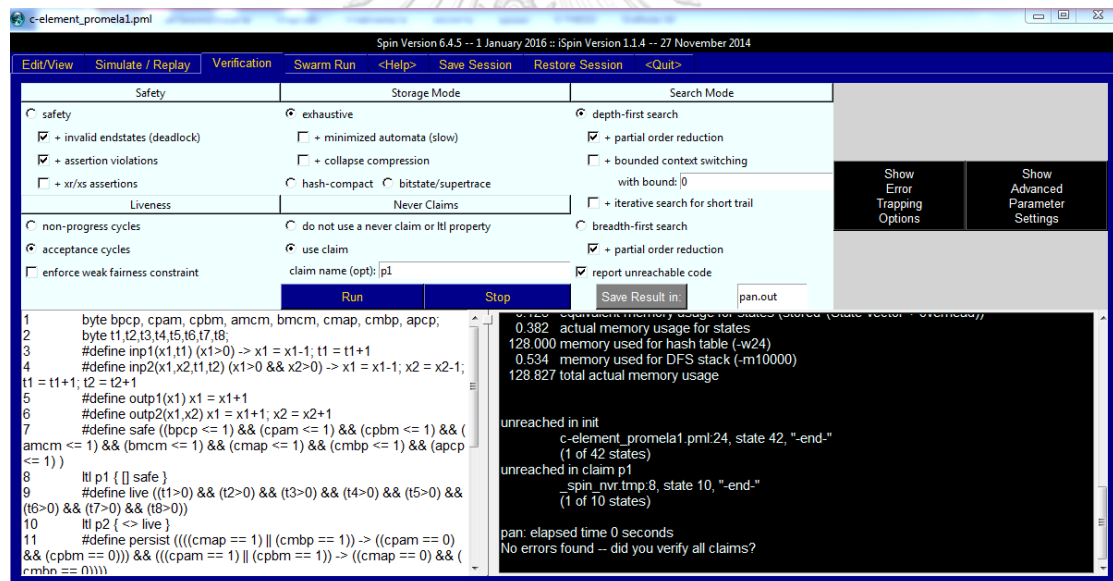 c-element_promela1.pml
Spin Version 6.4.5 -- 1 January 2016 :: iSpin Version 1.1.4 -- 27 November 2014
Edit/View Simulate / Replay Verification Swarm Run <Help> Save Session Restore Session <Quit>
Safety Storage Mode Search Mode
safety exhaustive depth-first search
+ invalid endstates (deadlock) + minimized automata (slow) + partial order reduction
+ assertion violations + collapse compression + bounded context switching
+ xr/xs assertions hash-compact bitstate/supertrace with bound: 0
Liveness Never Claims + iterative search for short trail
non-progress cycles do not use a never claim or ltl property breadth-first search
acceptance cycles use claim + partial order reduction
enforce weak fairness constraint claim name (opt): p1 report unreachable code
Run Stop Save Result in: pan.out
Show
Error
Trapping
Options
Show
Advanced
Parameter
Settings
1 byte bpcp, cpam, cpbm, amcm, bmcm, cmap, cmbp, apcp;
2 byte t1,t2,t3,t4,t5,t6,t7,t8;
3 #define inp1(x1,t1) (x1>0) -> x1 = x1-1; t1 = t1+1
4 #define inp2(x1,x2,t1,t2) (x1>0 && x2>0) -> x1 = x1-1; x2 = x2-1;
t1 = t1+1; t2 = t2+1
5 #define outp1(x1) x1 = x1+1
6 #define outp2(x1,x2) x1 = x1+1; x2 = x2+1
7 #define safe ((bpcp <= 1) && (cpam <= 1) && (cpbm <= 1) && (
amcm <= 1) && (bmcm <= 1) && (cmap <= 1) && (cmbp <= 1) && (apcp
<= 1) )
8 ltl p1 { [] safe }
9 #define live ((t1>0) && (t2>0) && (t3>0) && (t4>0) && (t5>0) &&
(t6>0) && (t7>0) && (t8>0))
10 ltl p2 { <> live }
11 #define persist ((((cmap == 1) || (cmbp == 1)) -> ((cpam == 0)
&& (cpbm == 0))) && (((cpam == 1) || (cpbm == 1)) -> ((cmap == 0) && (
cmbp == 0))))
equivalent memory usage for states (stored*(State-vector + overhead))
0.382 actual memory usage for states
128.000 memory used for hash table (-w24)
0.534 memory used for DFS stack (-m10000)
128.827 total actual memory usage
unreached in init
c-element_promela1.pml:24, state 42, "-end-"
(1 of 42 states)
unreached in claim p1
_spin_nvr.tmp:8, state 10, "-end-"
(1 of 10 states)
pan: elapsed time 0 seconds
No errors found -- did you verify all claims?